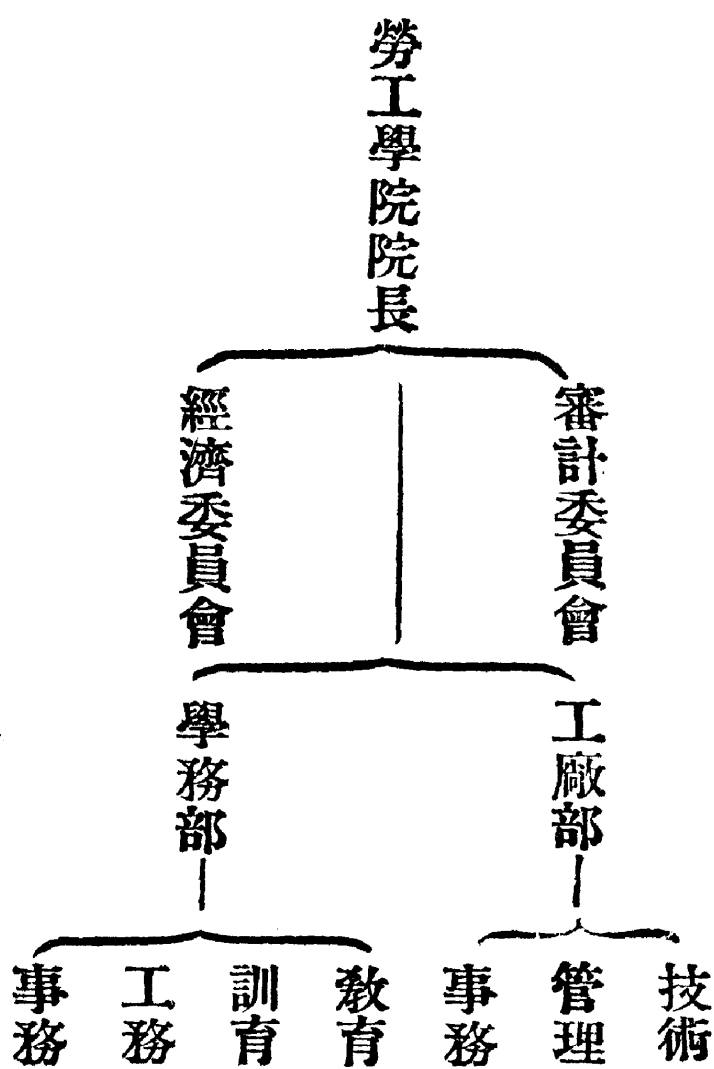 勞工學院院長
審計委員會
經濟委員會
工廠部
學務部
技術
管理
事務
教育
訓育
工務
事務